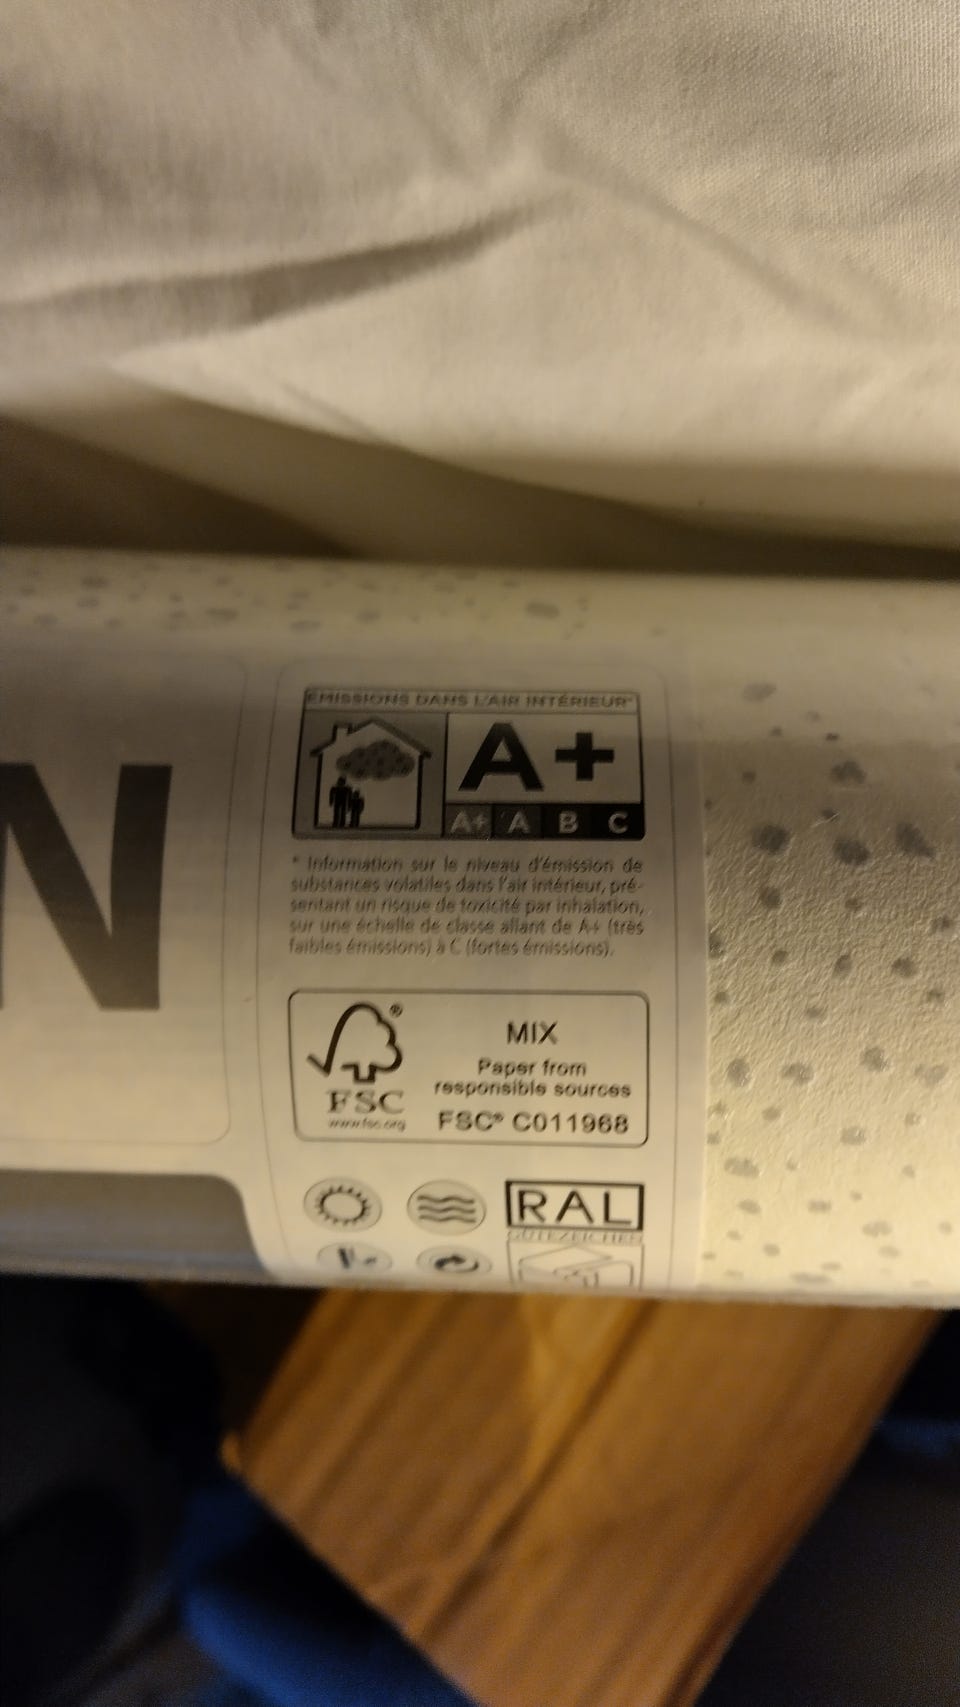 N
ÉMISSIONS DANS L'AIR INTÉRIEUR*
A+
A+ A B C
* Information sur le niveau d'émission de
substances volatiles dans l'air intérieur, pré-
sentant un risque de toxicité par inhalation,
sur une échelle de classe allant de A+ (très
faibles émissions) à C (fortes émissions).
MIX
Paper from
responsible sources
FSC® C011968
®
FSC
www.fsc.org
RAL
GÜTEZEICHEN